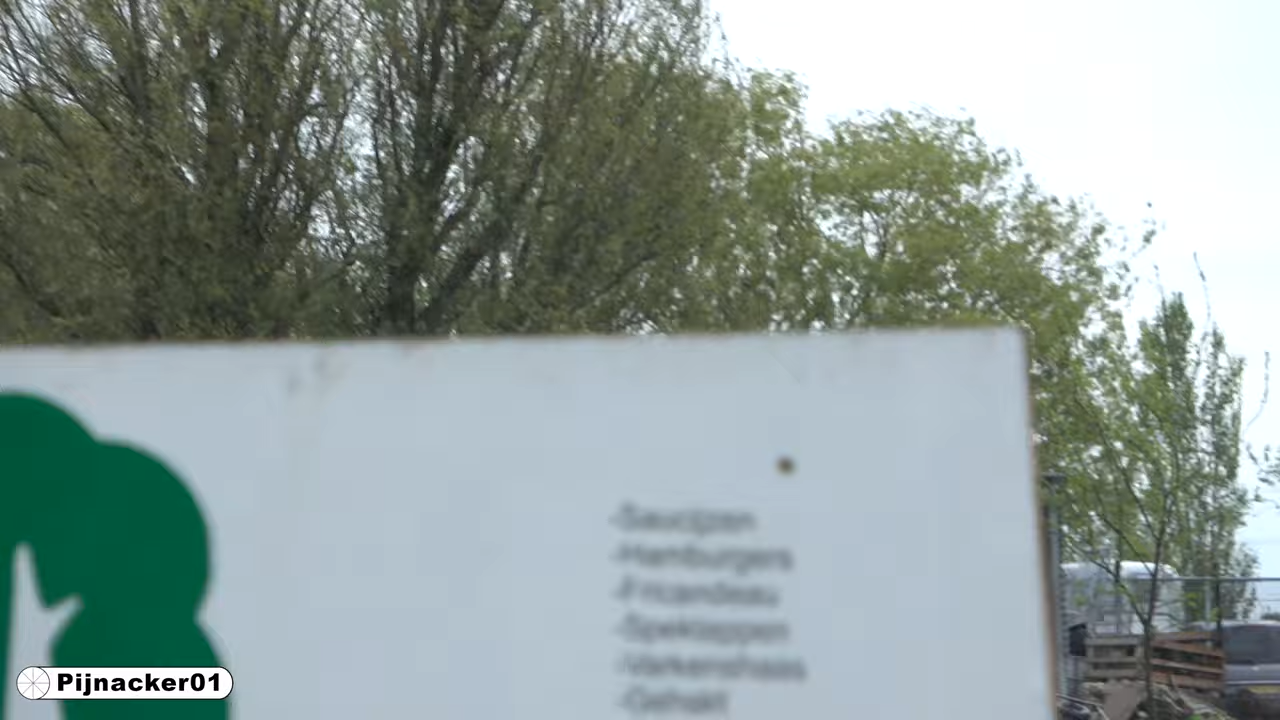 -Saucijzen
-Hamburgers
-Fricandeau
-Speklappen
-Varkenshaas
-Gehakt
Pijnacker01